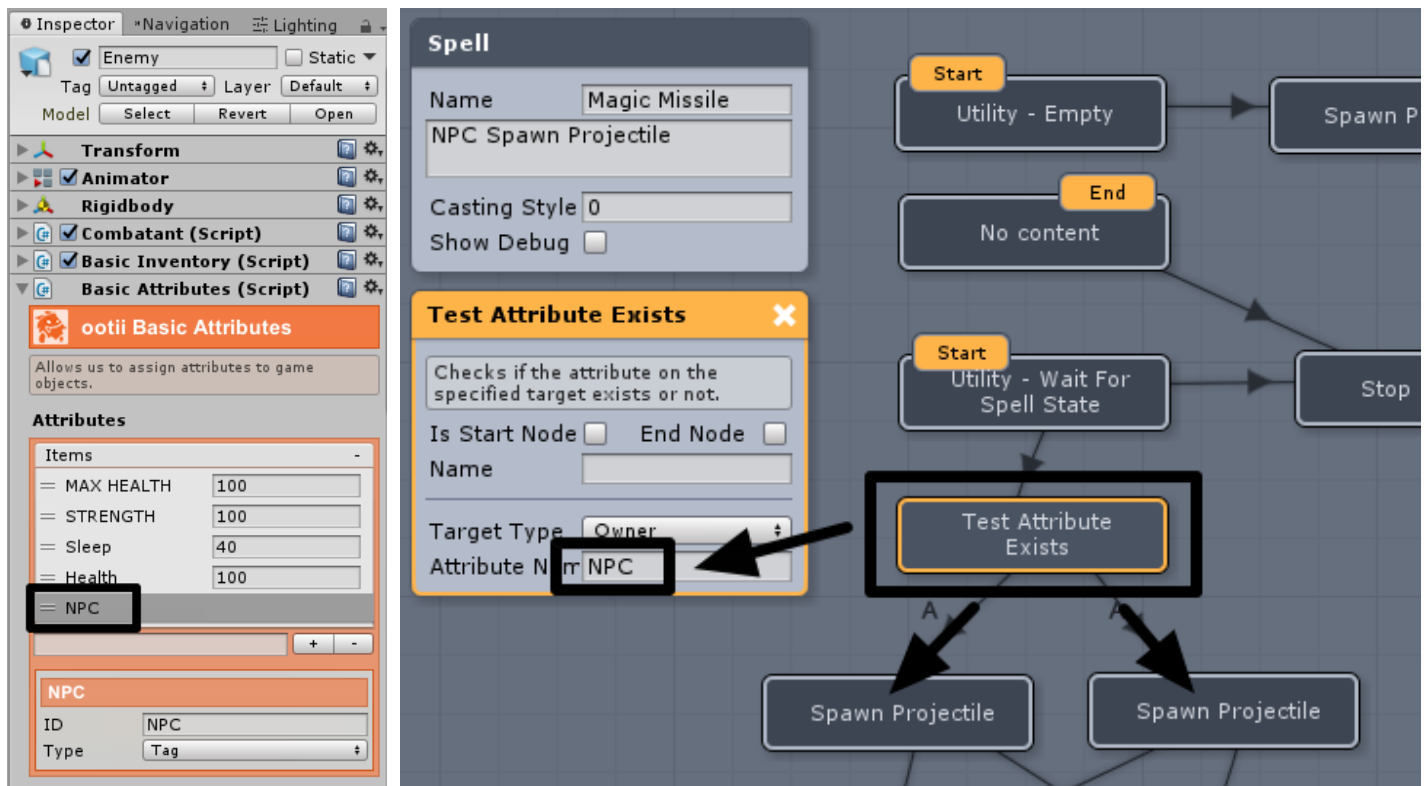 Inspector
Navigation
Lighting
Enemy
Static
Tag Untagged Layer Default
Model Select Revert Open
Transform
Animator
Rigidbody
Combatant (Script)
Basic Inventory (Script)
Basic Attributes (Script)
ootii Basic Attributes
Allows us to assign attributes to game
objects.
Attributes
Items -
MAX HEALTH 100
STRENGTH 100
Sleep 40
Health 100
NPC
+ -
NPC
ID NPC
Type Tag
Spell
Name Magic Missile
NPC Spawn Projectile
Casting Style 0
Show Debug
Test Attribute Exists
Checks if the attribute on the
specified target exists or not.
Is Start Node End Node
Name
Target Type Owner
Attribute NPC
Start
Utility - Empty
Spawn P
End
No content
Start
Utility - Wait For
Spell State
Stop
Test Attribute
Exists
A A
Spawn Projectile
Spawn Projectile